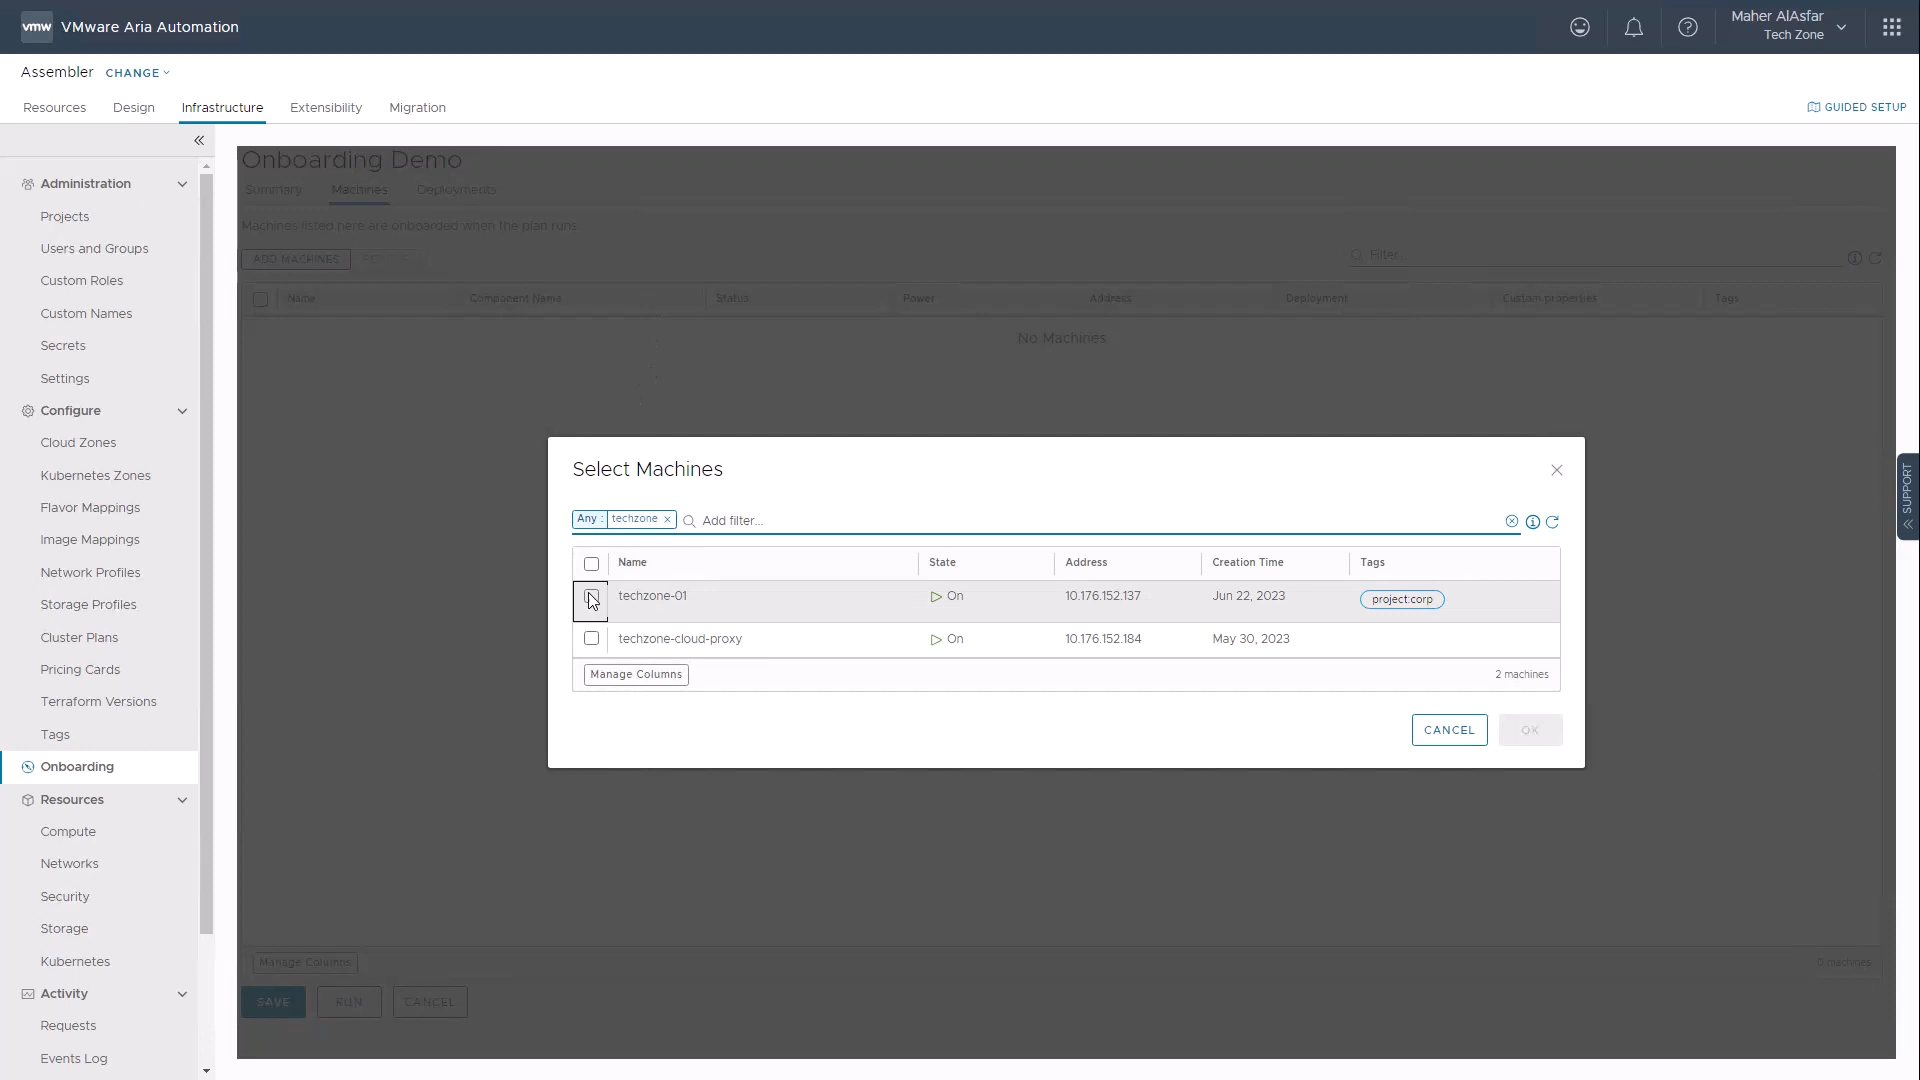 vmw VMware Aria Automation
Maher AlAsfar
Tech Zone
Assembler CHANGE
Resources Design Infrastructure Extensibility Migration
GUIDED SETUP
Administration
Projects
Users and Groups
Custom Roles
Custom Names
Secrets
Settings
Configure
Cloud Zones
Kubernetes Zones
Flavor Mappings
Image Mappings
Network Profiles
Storage Profiles
Cluster Plans
Pricing Cards
Terraform Versions
Tags
Onboarding
Resources
Compute
Networks
Security
Storage
Kubernetes
Activity
Requests
Events Log
Onboarding Demo
Summary Machines Deployments
Machines listed here are onboarded when the plan runs.
ADD MACHINES
Filter...
Name Component Name Status Power Address Deployment Custom properties Tags
No Machines
Select Machines
Any : techzone Add filter...
Name State Address Creation Time Tags
techzone-01 On 10.176.152.137 Jun 22, 2023 project:corp
techzone-cloud-proxy On 10.176.152.184 May 30, 2023
Manage Columns 2 machines
CANCEL OK
Manage Columns 0 machines
SAVE RUN CANCEL
SUPPORT